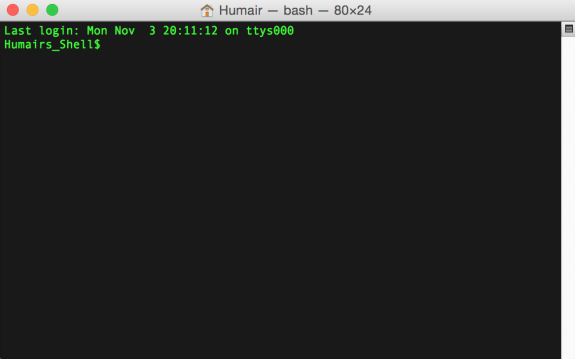 Humair — bash — 80×24
Last login: Mon Nov  3 20:11:12 on ttys000
Humairs_Shell$